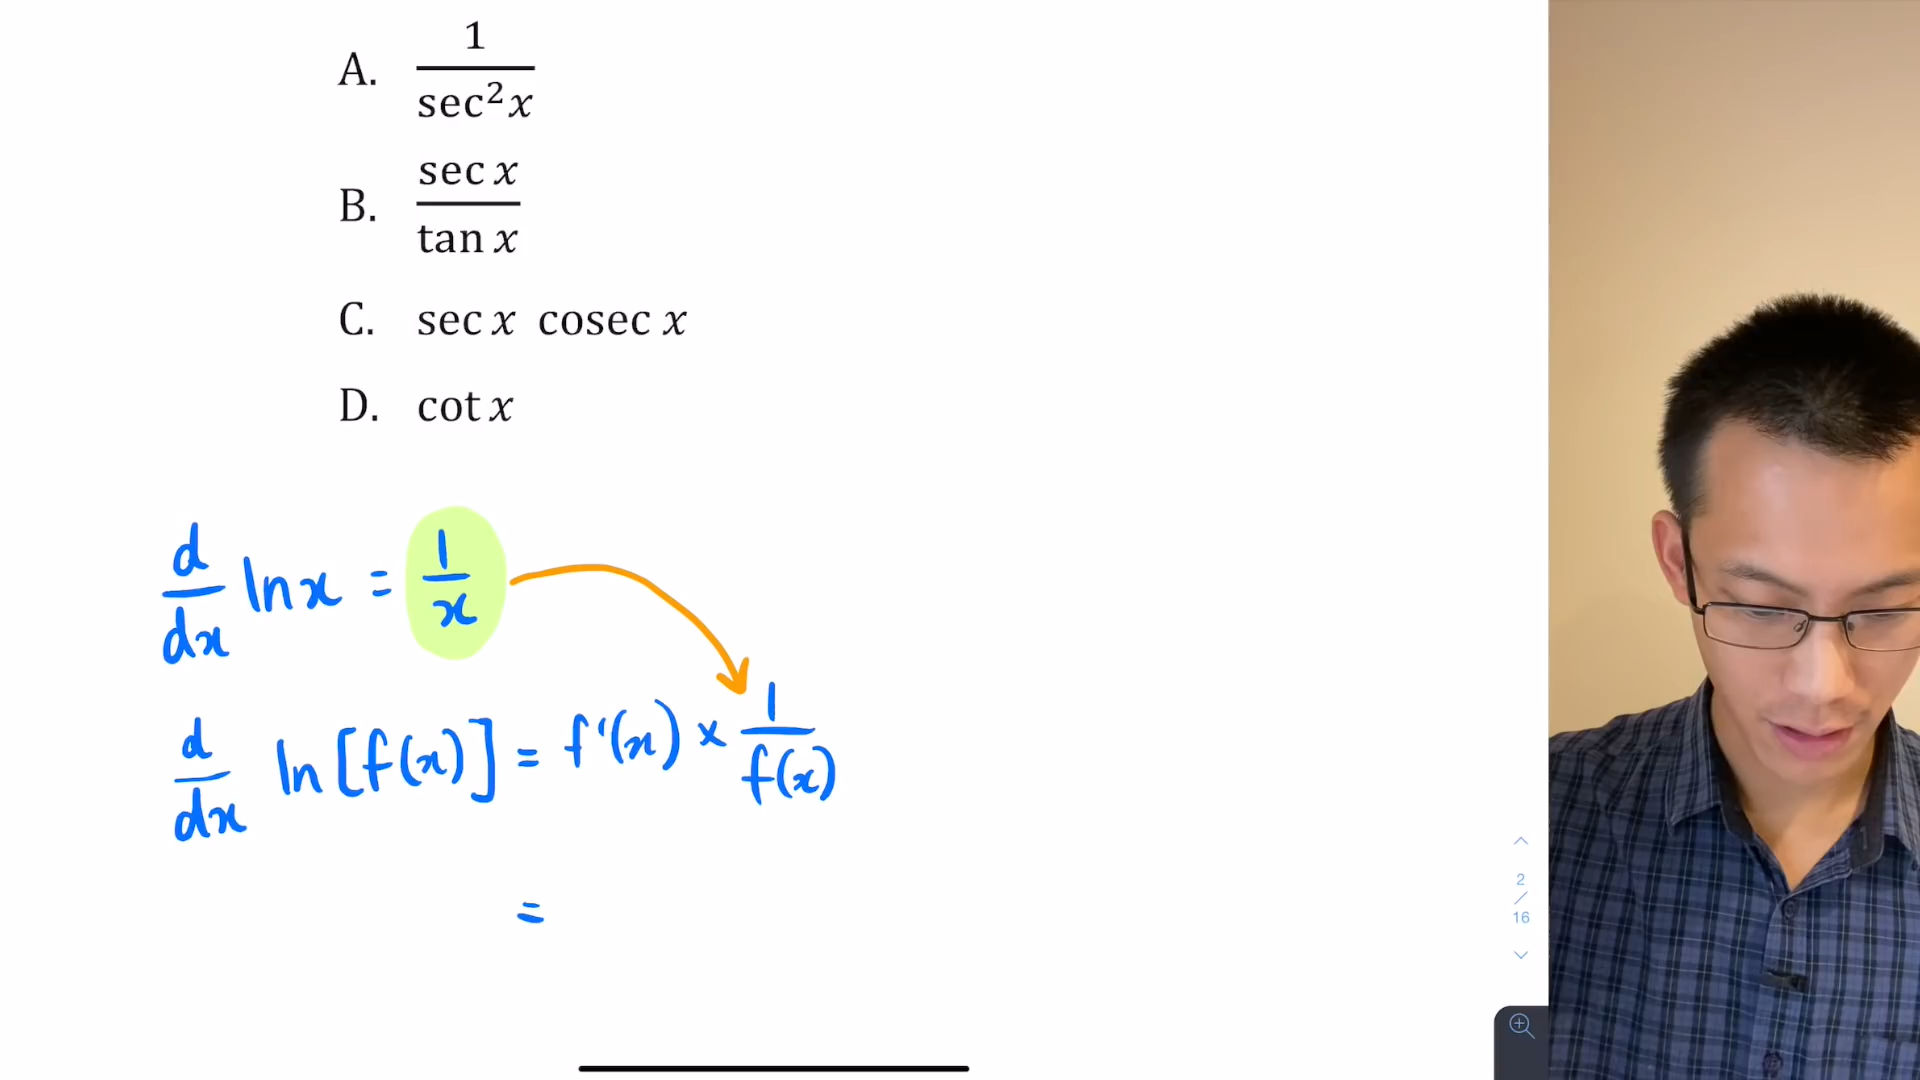 A. 1/sec²x
B. sec x/tan x
C. sec x cosec x
D. cot x
d/dx ln x = 1/x
d/dx ln [f(x)] = f'(x) × 1/f(x)
=
2
/
16